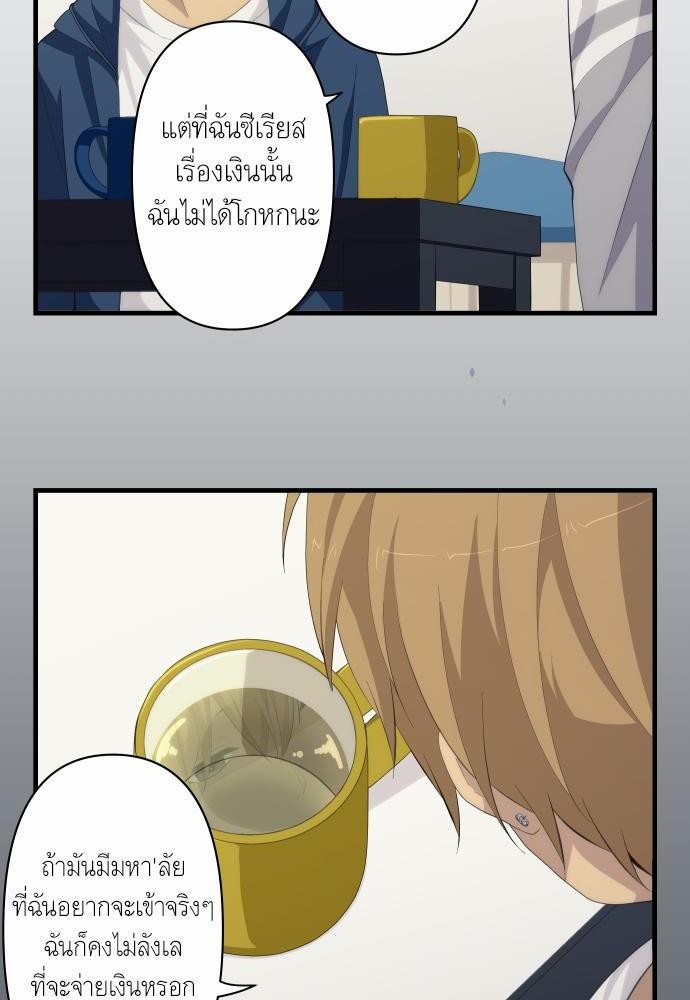 แต่ที่ฉันซีเรียส
เรื่องเงินนั้น
ฉันไม่ได้โกหกนะ
ถ้ามันมีมหา'ลัย
ที่ฉันอยากจะเข้าจริงๆ
ฉันก็คงไม่ลังเล
ที่จะจ่ายเงินหรอก